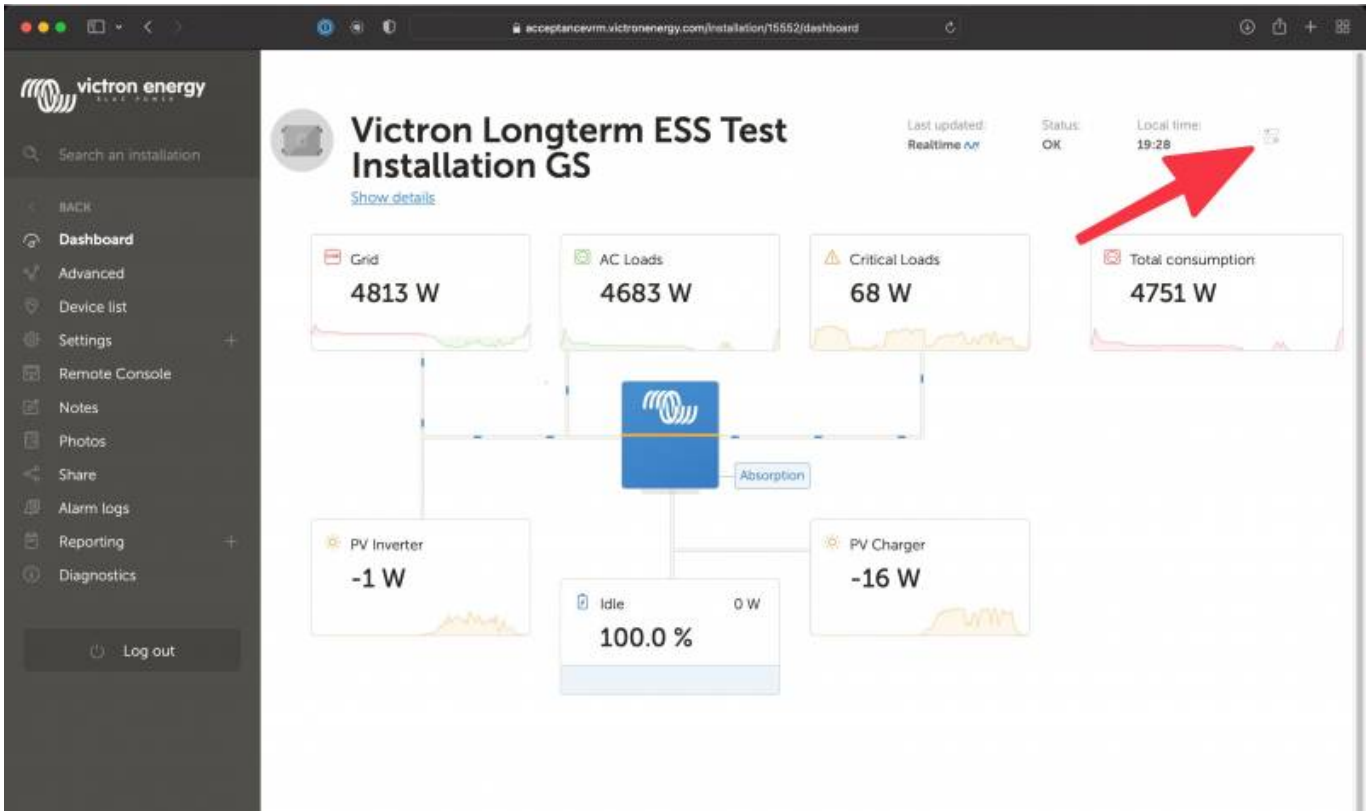 acceptancevrm.victronenergy.com/installation/15552/dashboard
victron energy
BLUE POWER
Search an installation
BACK
Dashboard
Advanced
Device list
Settings
Remote Console
Notes
Photos
Share
Alarm logs
Reporting
Diagnostics
Log out
Victron Longterm ESS Test
Installation GS
Show details
Last updated:
Realtime
Status:
OK
Local time:
19:28
Grid
4813 W
AC Loads
4683 W
Critical Loads
68 W
Total consumption
4751 W
Absorption
PV Inverter
-1 W
Idle
0 W
100.0 %
PV Charger
-16 W